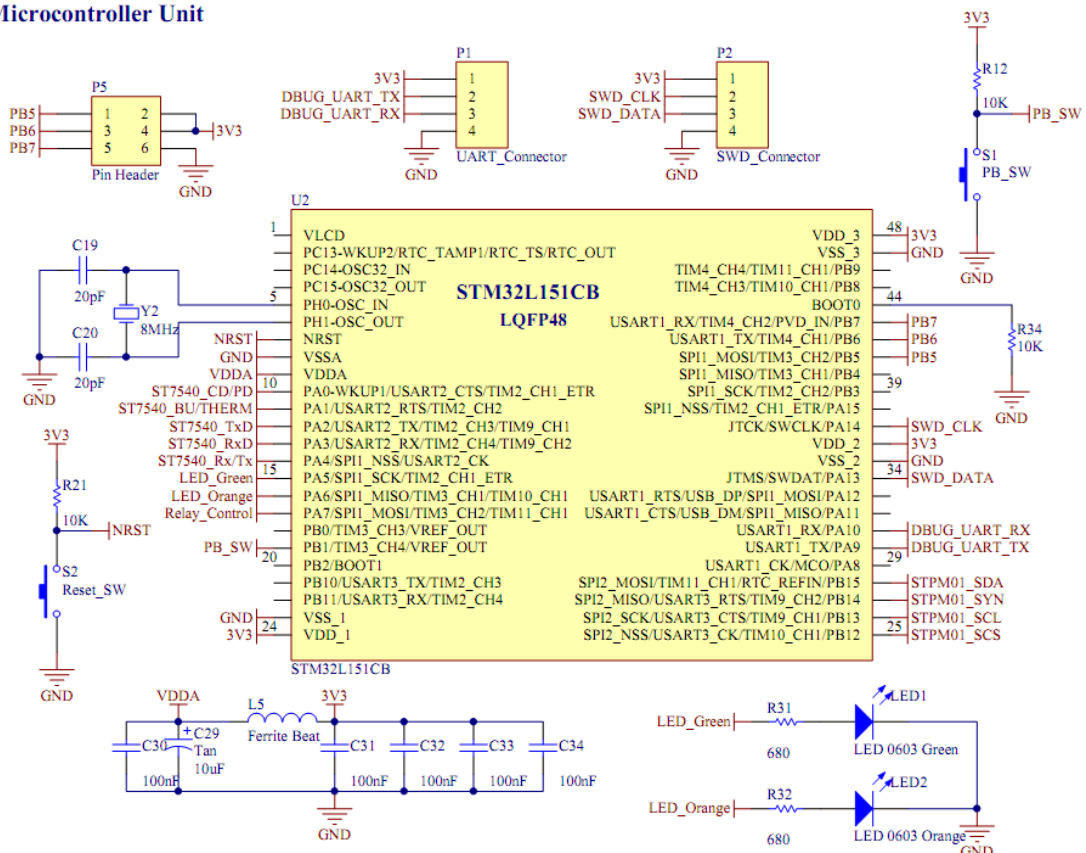 Microcontroller Unit
P5
PB5
PB6
PB7
1 2
3 4
5 6
3V3
Pin Header
GND
P1
3V3
DBUG_UART_TX
DBUG_UART_RX
1
2
3
4
UART_Connector
GND
P2
3V3
SWD_CLK
SWD_DATA
1
2
3
4
SWD_Connector
GND
3V3
R12
10K
PB_SW
S1
PB_SW
GND
C19
20pF
Y2
8MHz
C20
20pF
GND
U2
STM32L151CB
LQFP48
1 VLCD
PC13-WKUP2/RTC_TAMP1/RTC_TS/RTC_OUT
PC14-OSC32_IN
PC15-OSC32_OUT
5 PH0-OSC_IN
PH1-OSC_OUT
NRST NRST
GND VSSA
VDDA VDDA
ST7540_CD/PD 10 PA0-WKUP1/USART2_CTS/TIM2_CH1_ETR
ST7540_BU/THERM PA1/USART2_RTS/TIM2_CH2
ST7540_TxD PA2/USART2_TX/TIM2_CH3/TIM9_CH1
ST7540_RxD PA3/USART2_RX/TIM2_CH4/TIM9_CH2
ST7540_Rx/Tx PA4/SPI1_NSS/USART2_CK
LED_Green 15 PA5/SPI1_SCK/TIM2_CH1_ETR
LED_Orange PA6/SPI1_MISO/TIM3_CH1/TIM10_CH1
Relay_Control PA7/SPI1_MOSI/TIM3_CH2/TIM11_CH1
PB0/TIM3_CH3/VREF_OUT
PB_SW PB1/TIM3_CH4/VREF_OUT
20 PB2/BOOT1
PB10/USART3_TX/TIM2_CH3
PB11/USART3_RX/TIM2_CH4
GND VSS_1
3V3 24 VDD_1
VDD_3 48 3V3
VSS_3 GND
TIM4_CH4/TIM11_CH1/PB9
TIM4_CH3/TIM10_CH1/PB8
BOOT0 44
USART1_RX/TIM4_CH2/PVD_IN/PB7 PB7
USART1_TX/TIM4_CH1/PB6 PB6
SPI1_MOSI/TIM3_CH2/PB5 PB5
SPI1_MISO/TIM3_CH1/PB4
SPI1_SCK/TIM2_CH2/PB3 39
SPI1_NSS/TIM2_CH1_ETR/PA15
JTCK/SWCLK/PA14 SWD_CLK
VDD_2 3V3
VSS_2 GND
JTMS/SWDAT/PA13 34 SWD_DATA
USART1_RTS/USB_DP/SPI1_MOSI/PA12
USART1_CTS/USB_DM/SPI1_MISO/PA11
USART1_RX/PA10 DBUG_UART_RX
USART1_TX/PA9 DBUG_UART_TX
USART1_CK/MCO/PA8 29
SPI2_MOSI/TIM11_CH1/RTC_REFIN/PB15 STPM01_SDA
SPI2_MISO/USART3_RTS/TIM9_CH2/PB14 STPM01_SYN
SPI2_SCK/USART3_CTS/TIM9_CH1/PB13 STPM01_SCL
SPI2_NSS/USART3_CK/TIM10_CH1/PB12 25 STPM01_SCS
STM32L151CB
R34
10K
GND
3V3
R21
10K
NRST
S2
Reset_SW
GND
VDDA
L5
Ferrite Beat
3V3
C30
100nF
C29
+
Tan
10uF
C31
100nF
C32
100nF
C33
100nF
C34
100nF
GND
LED_Green
R31
680
LED1
LED 0603 Green
LED_Orange
R32
680
LED2
LED 0603 Orange
GND